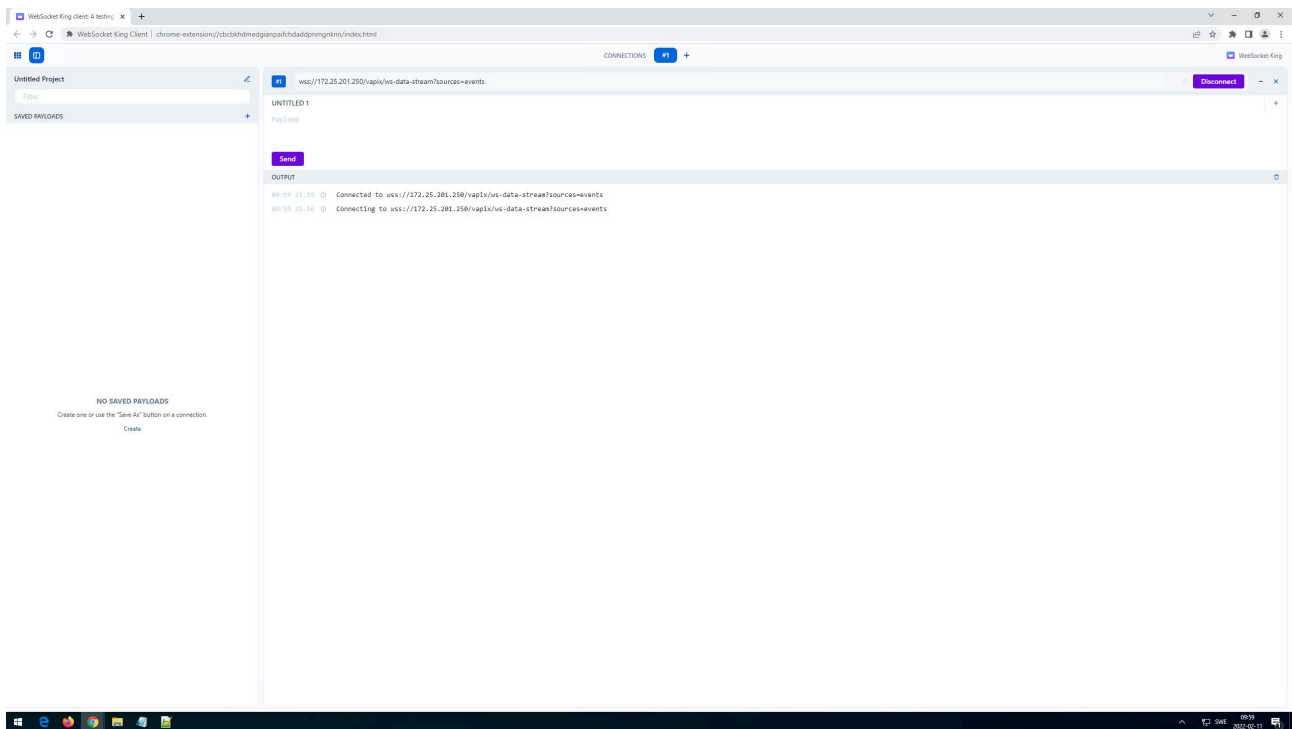 WebSocket King client: A testing
WebSocket King Client | chrome-extension://cbcbkhdmedgianpaifchdaddpnmgnknn/index.html
CONNECTIONS #1 +
WebSocket King
Untitled Project
Filter
SAVED PAYLOADS +
NO SAVED PAYLOADS
Create one or use the "Save As" button on a connection.
Create
#1 wss://172.25.201.250/vapix/ws-data-stream?sources=events
Disconnect
UNTITLED 1
Payload
Send
OUTPUT
Connected to wss://172.25.201.250/vapix/ws-data-stream?sources=events
Connecting to wss://172.25.201.250/vapix/ws-data-stream?sources=events
SWE
09:59
2022-02-11